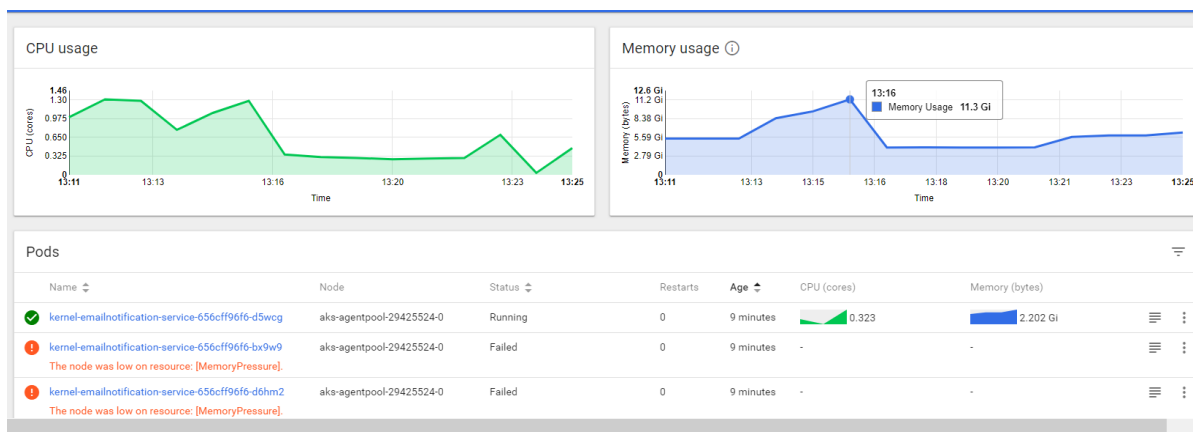 CPU usage
1.46
1.30
0.975
0.650
0.325
0
CPU (cores)
13:11 13:13 13:16 13:20 13:23 13:25
Time
Memory usage
12.6 Gi
11.2 Gi
8.38 Gi
5.59 Gi
2.79 Gi
0
Memory (bytes)
13:16
Memory Usage 11.3 Gi
13:11 13:13 13:15 13:16 13:18 13:20 13:21 13:23 13:25
Time
Pods
Name Node Status Restarts Age CPU (cores) Memory (bytes)
kernel-emailnotification-service-656cff96f6-d5wcg aks-agentpool-29425524-0 Running 0 9 minutes 0.323 2.202 Gi
kernel-emailnotification-service-656cff96f6-bx9w9 aks-agentpool-29425524-0 Failed 0 9 minutes - -
The node was low on resource: [MemoryPressure].
kernel-emailnotification-service-656cff96f6-d6hm2 aks-agentpool-29425524-0 Failed 0 9 minutes - -
The node was low on resource: [MemoryPressure].